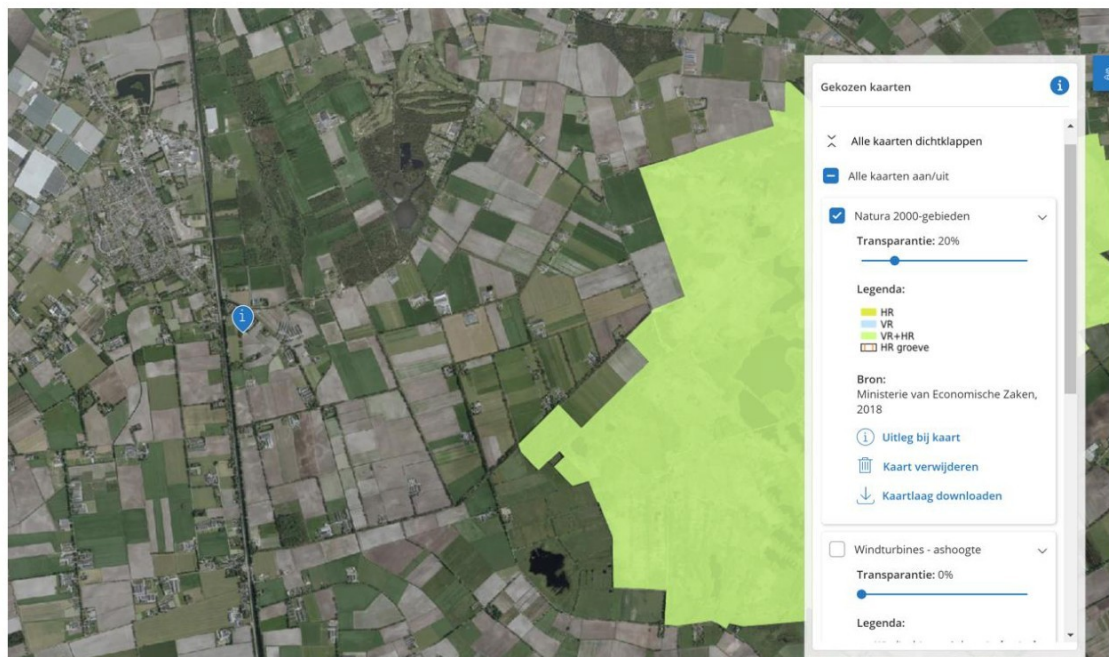 Gekozen kaarten
Alle kaarten dichtklappen
Alle kaarten aan/uit
Natura 2000-gebieden
Transparantie: 20%
Legenda:
HR
VR
VR+HR
HR groeve
Bron:
Ministerie van Economische Zaken,
2018
Uitleg bij kaart
Kaart verwijderen
Kaartlaag downloaden
Windturbines - ashoogte
Transparantie: 0%
Legenda: